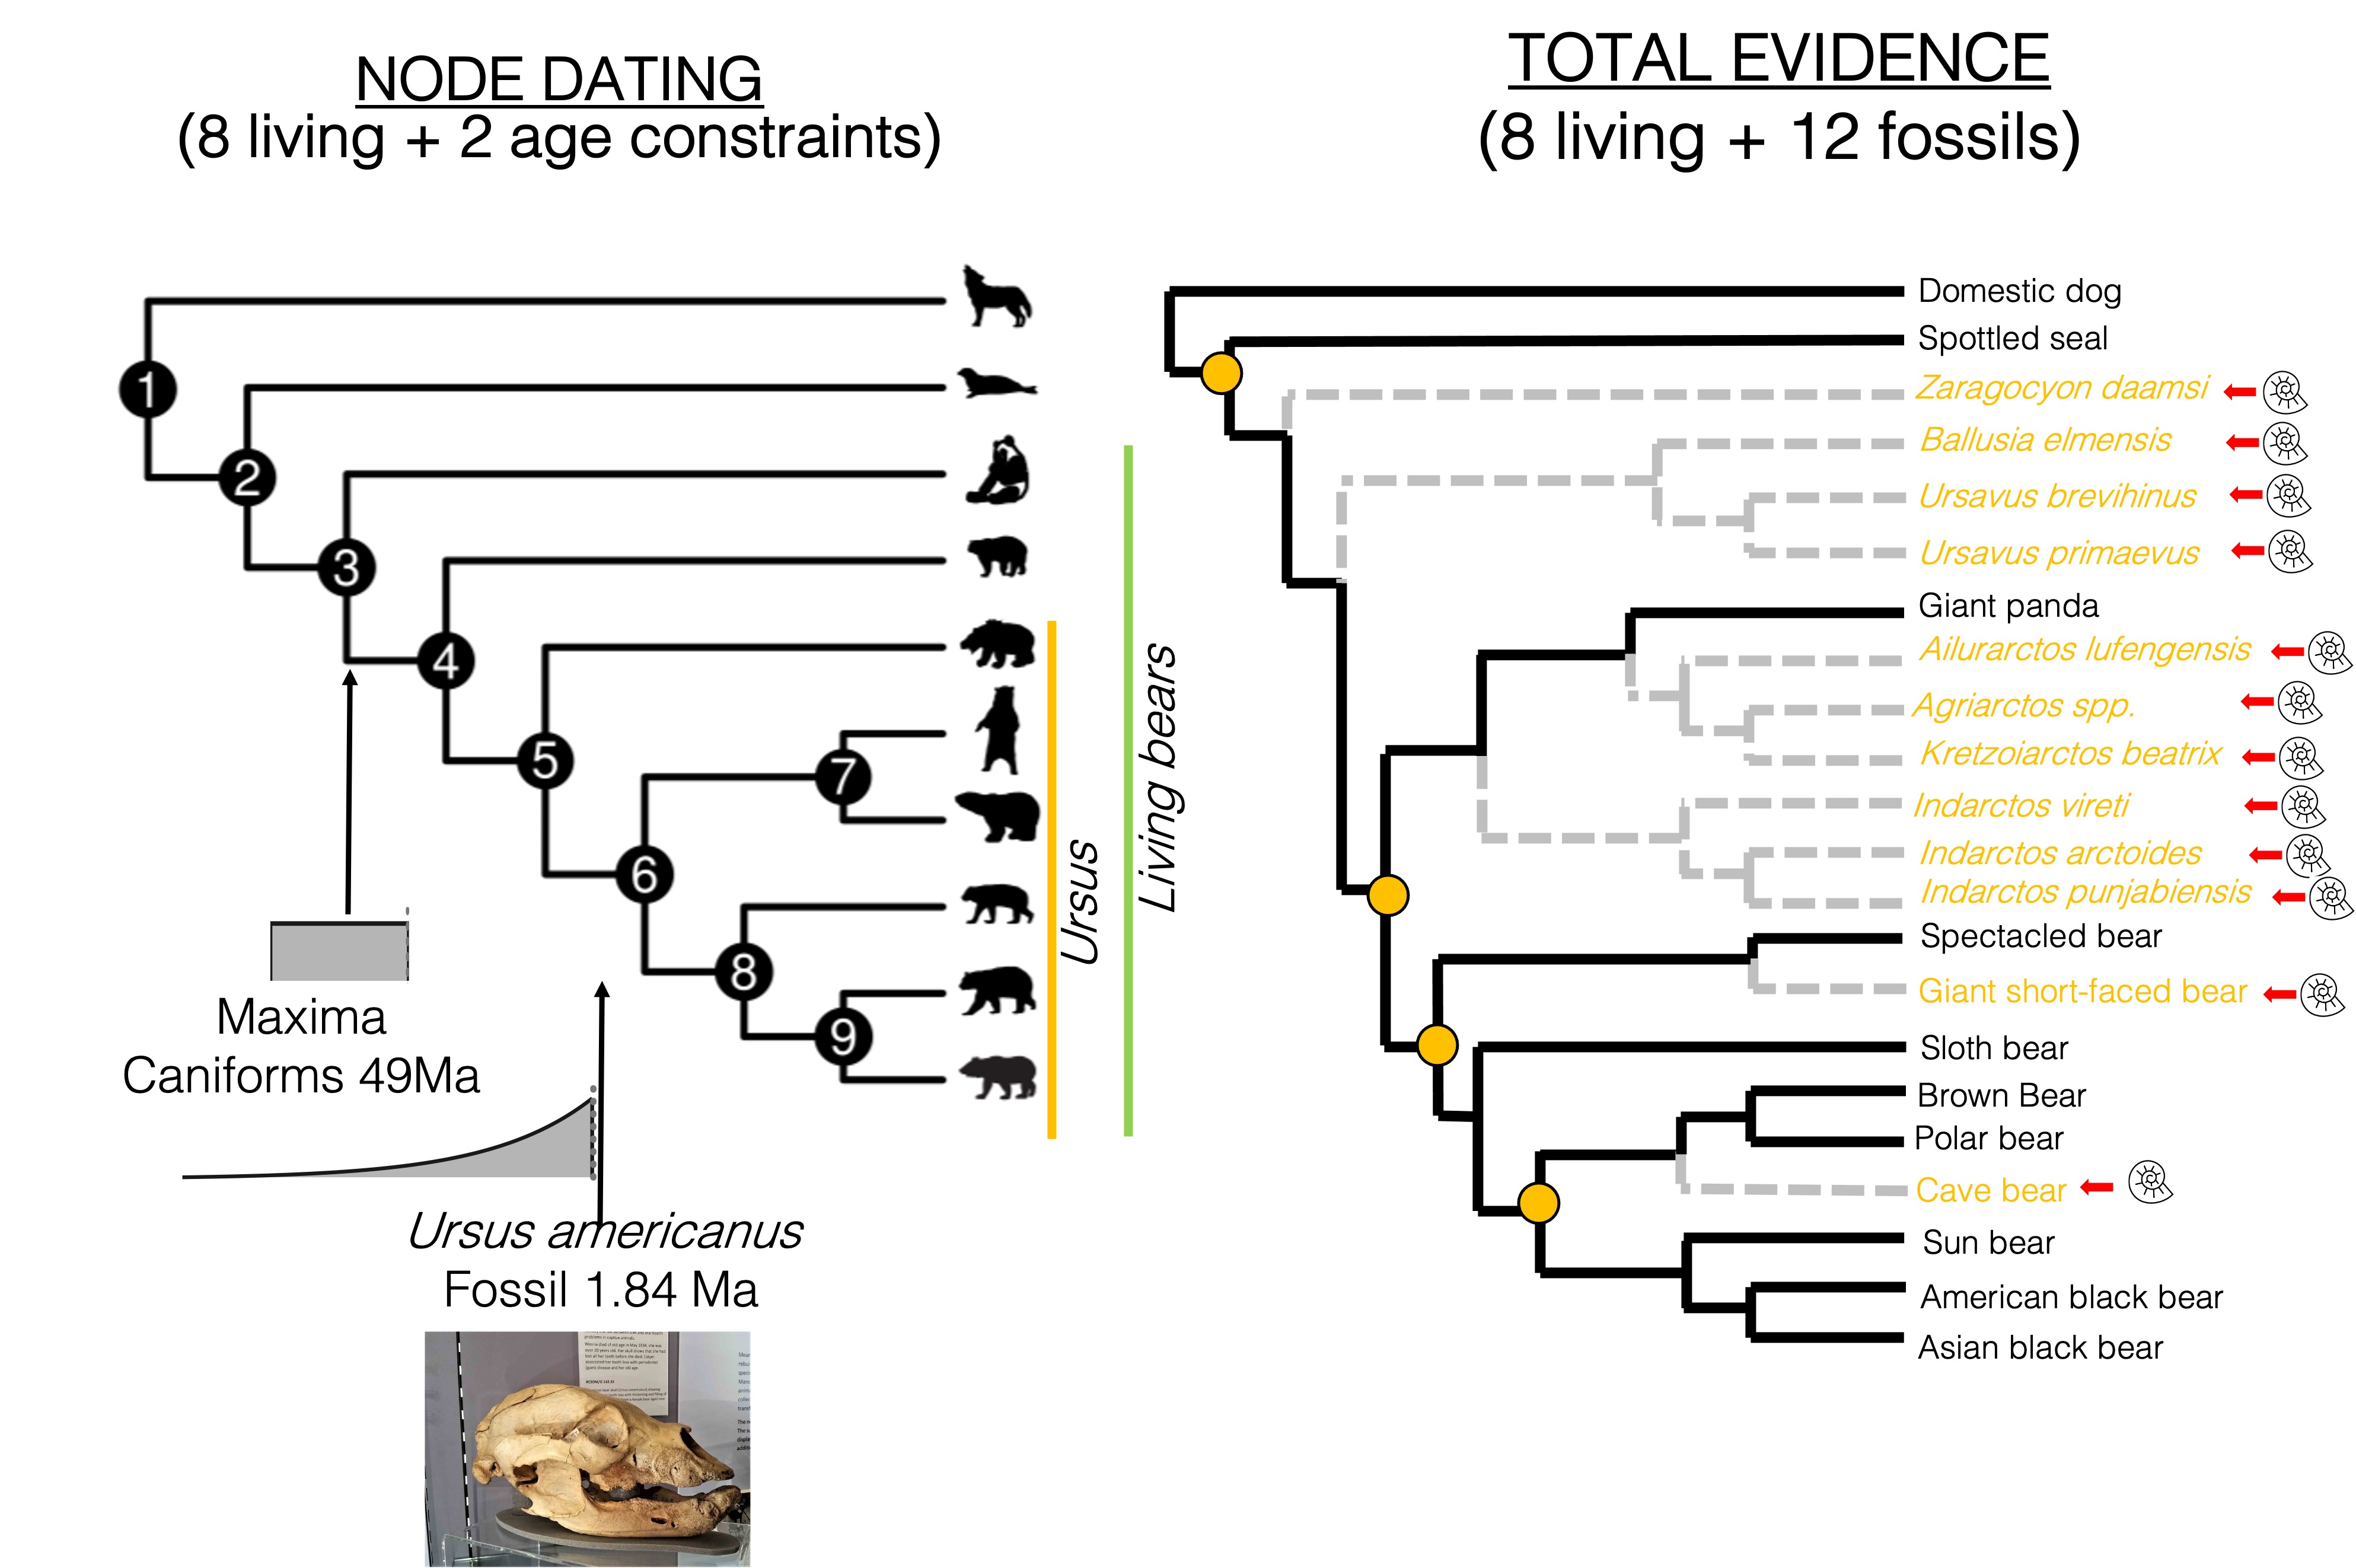 NODE DATING
(8 living + 2 age constraints)
1
2
3
4
5
6
7
8
9
Ursus
Living bears
Maxima
Caniforms 49Ma
Ursus americanus
Fossil 1.84 Ma
TOTAL EVIDENCE
(8 living + 12 fossils)
Domestic dog
Spottled seal
Zaragocyon daamsi
Ballusia elmensis
Ursavus brevihinus
Ursavus primaevus
Giant panda
Ailurarctos lufengensis
Agriarctos spp.
Kretzoiarctos beatrix
Indarctos vireti
Indarctos arctoides
Indarctos punjabiensis
Spectacled bear
Giant short-faced bear
Sloth bear
Brown Bear
Polar bear
Cave bear
Sun bear
American black bear
Asian black bear